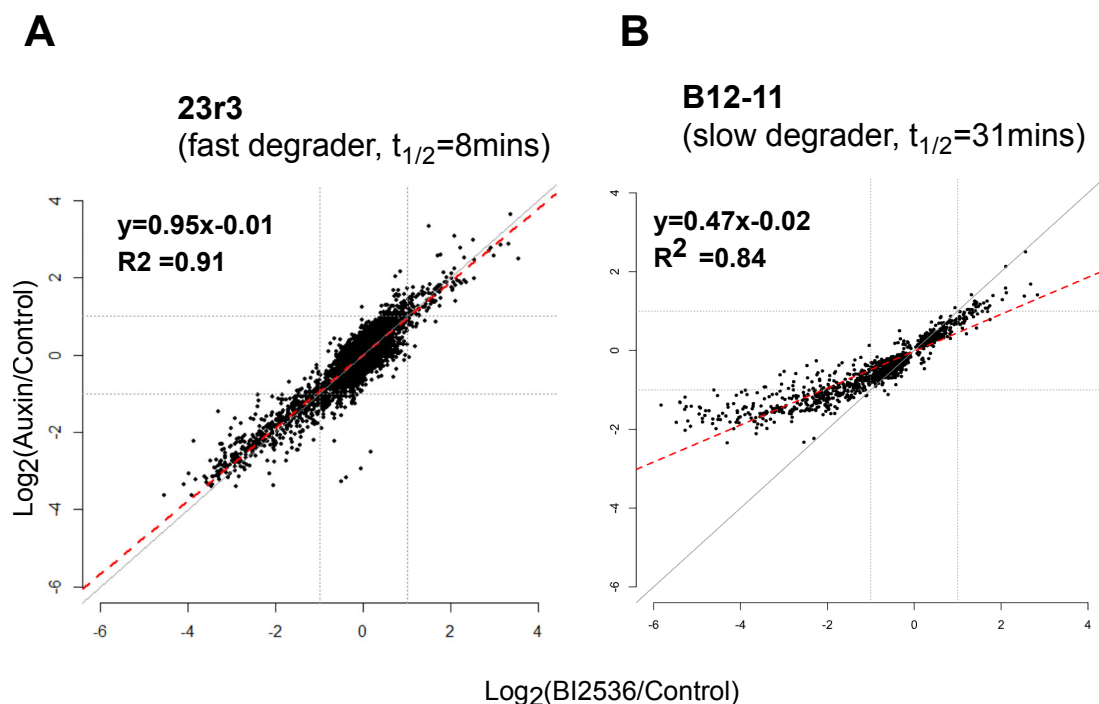 A
B
23r3
(fast degrader, t1/2=8mins)
B12-11
(slow degrader, t1/2=31mins)
y=0.95x-0.01
R2 =0.91
y=0.47x-0.02
R2 =0.84
Log2(Auxin/Control)
4
2
0
-2
-4
-6
-6
-4
-2
0
2
4
4
2
0
-2
-4
-6
-6
-4
-2
0
2
4
Log2(BI2536/Control)